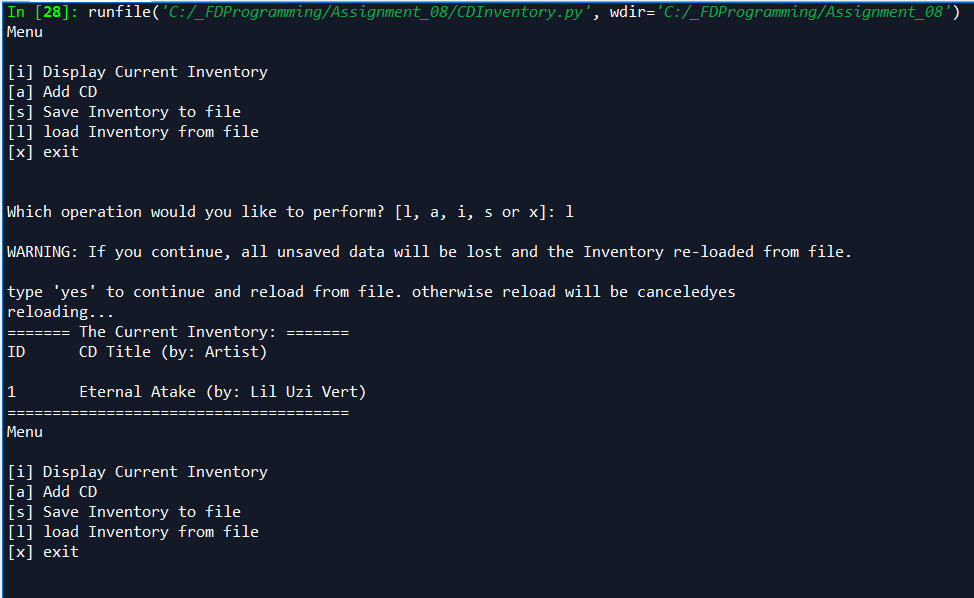 In [28]: runfile('C:/_FDProgramming/Assignment_08/CDInventory.py', wdir='C:/_FDProgramming/Assignment_08')
Menu
[i] Display Current Inventory
[a] Add CD
[s] Save Inventory to file
[l] load Inventory from file
[x] exit
Which operation would you like to perform? [l, a, i, s or x]: l
WARNING: If you continue, all unsaved data will be lost and the Inventory re-loaded from file.
type 'yes' to continue and reload from file. otherwise reload will be canceledyes
reloading...
======= The Current Inventory: =======
ID      CD Title (by: Artist)
1       Eternal Atake (by: Lil Uzi Vert)
======================================
Menu
[i] Display Current Inventory
[a] Add CD
[s] Save Inventory to file
[l] load Inventory from file
[x] exit